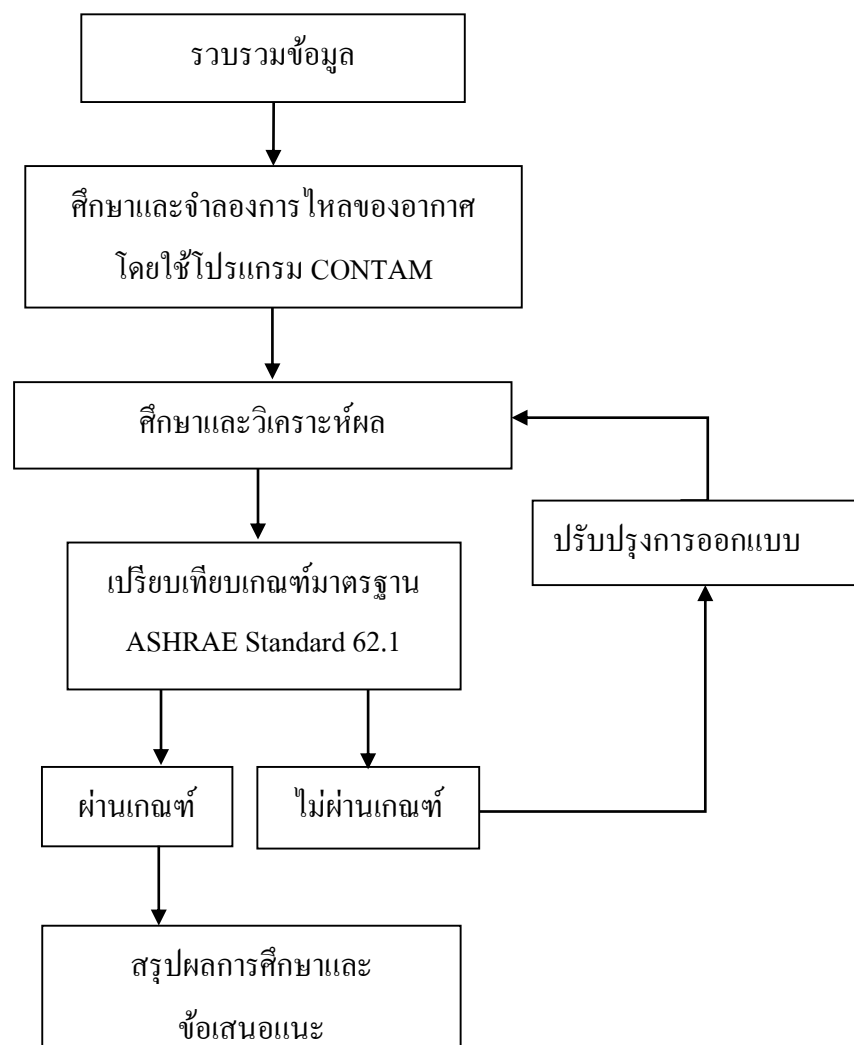 รวบรวมข้อมูล
ศึกษาและจำลองการไหลของอากาศ
โดยใช้โปรแกรม CONTAM
ศึกษาและวิเคราะห์ผล
ปรับปรุงการออกแบบ
เปรียบเทียบเกณฑ์มาตรฐาน
ASHRAE Standard 62.1
ผ่านเกณฑ์
ไม่ผ่านเกณฑ์
สรุปผลการศึกษาและ
ข้อเสนอแนะ